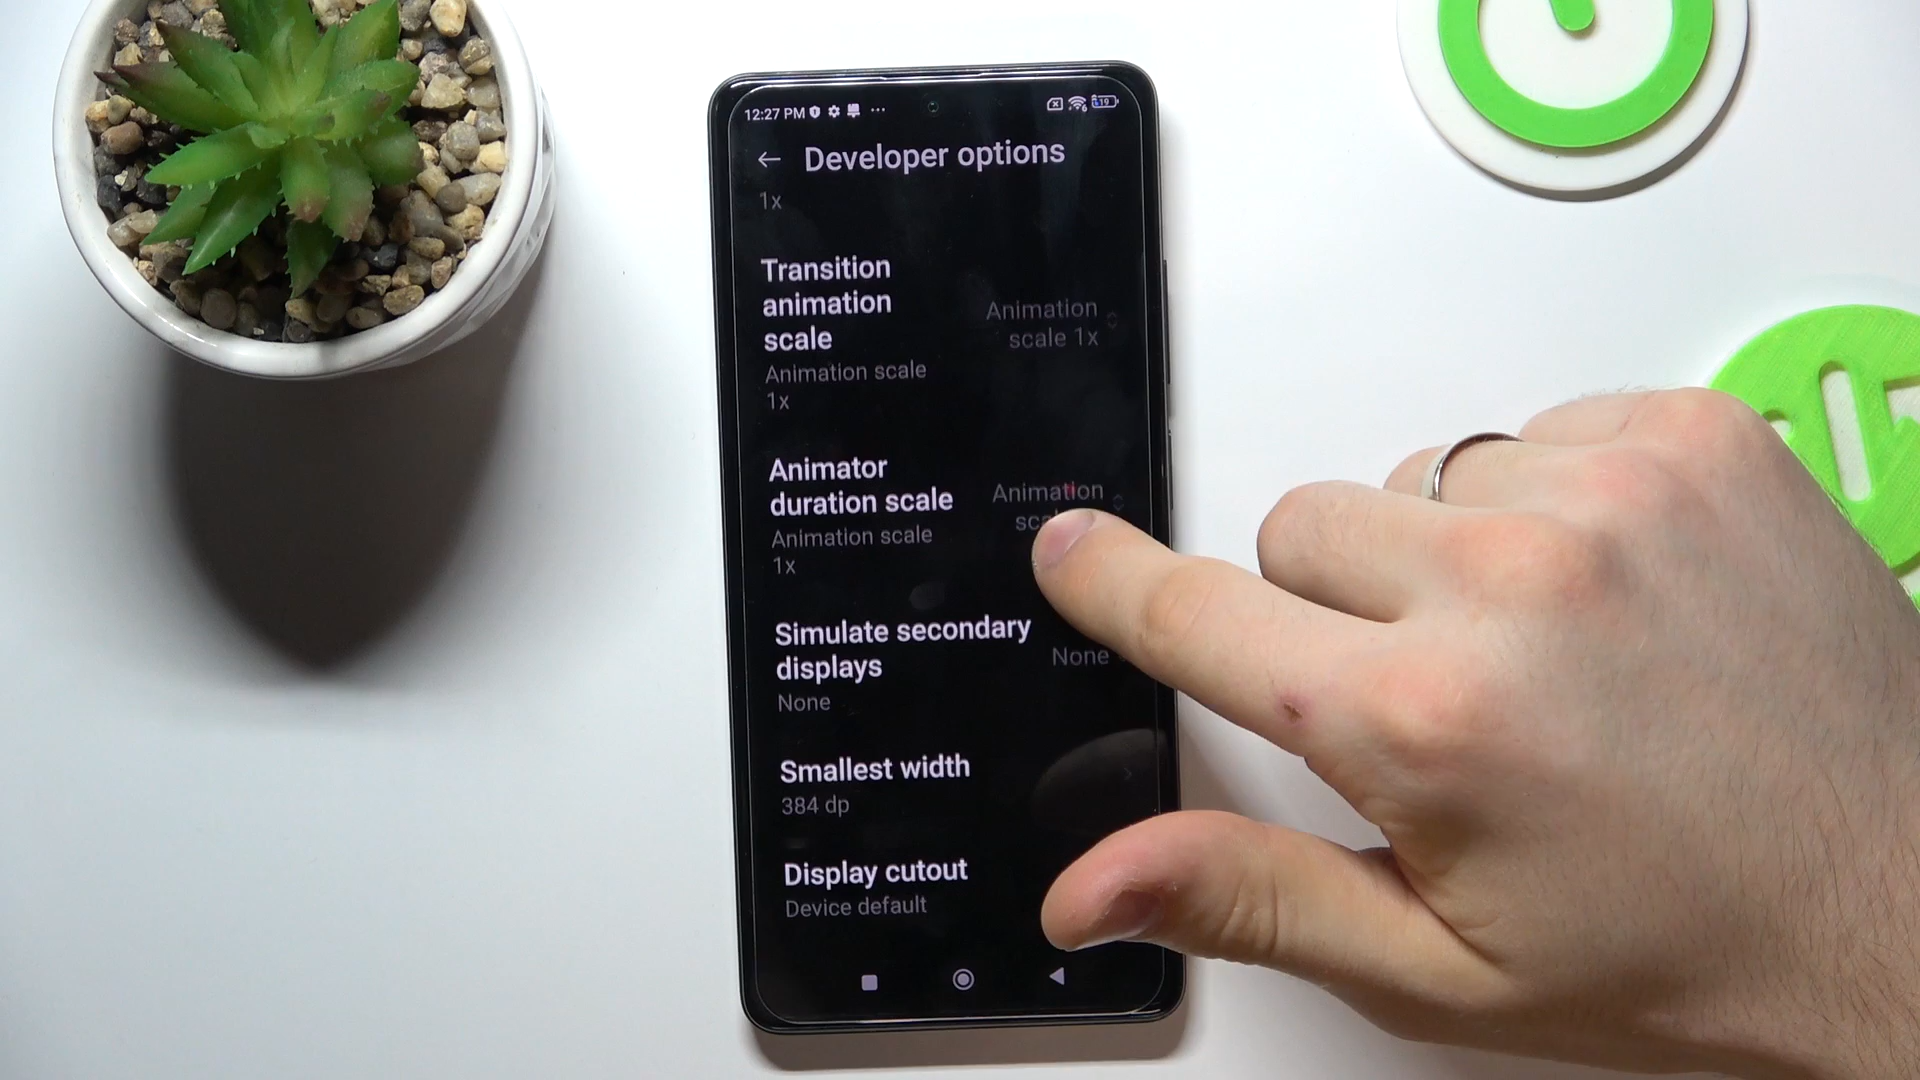 12:27 PM
19
Developer options
1x
Transition
animation
scale
Animation scale
1x
Animation
scale 1x
Animator
duration scale
Animation scale
1x
Animation
Simulate secondary
displays
None
None
Smallest width
384 dp
Display cutout
Device default